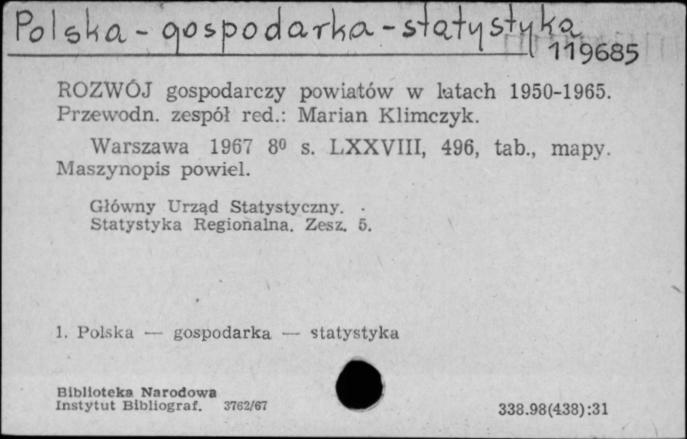 Polska - gospodarka - statystyka
119685
ROZWÓJ gospodarczy powiatów w latach 1950-1965.
Przewodn. zespół red.: Marian Klimczyk.
Warszawa 1967 8⁰ s. LXXVIII, 496, tab., mapy.
Maszynopis powiel.
Główny Urząd Statystyczny.
Statystyka Regionalna. Zesz. 5.
1. Polska — gospodarka — statystyka
Biblioteka Narodowa
Instytut Bibliograf. 3762/67
338.98(438):31